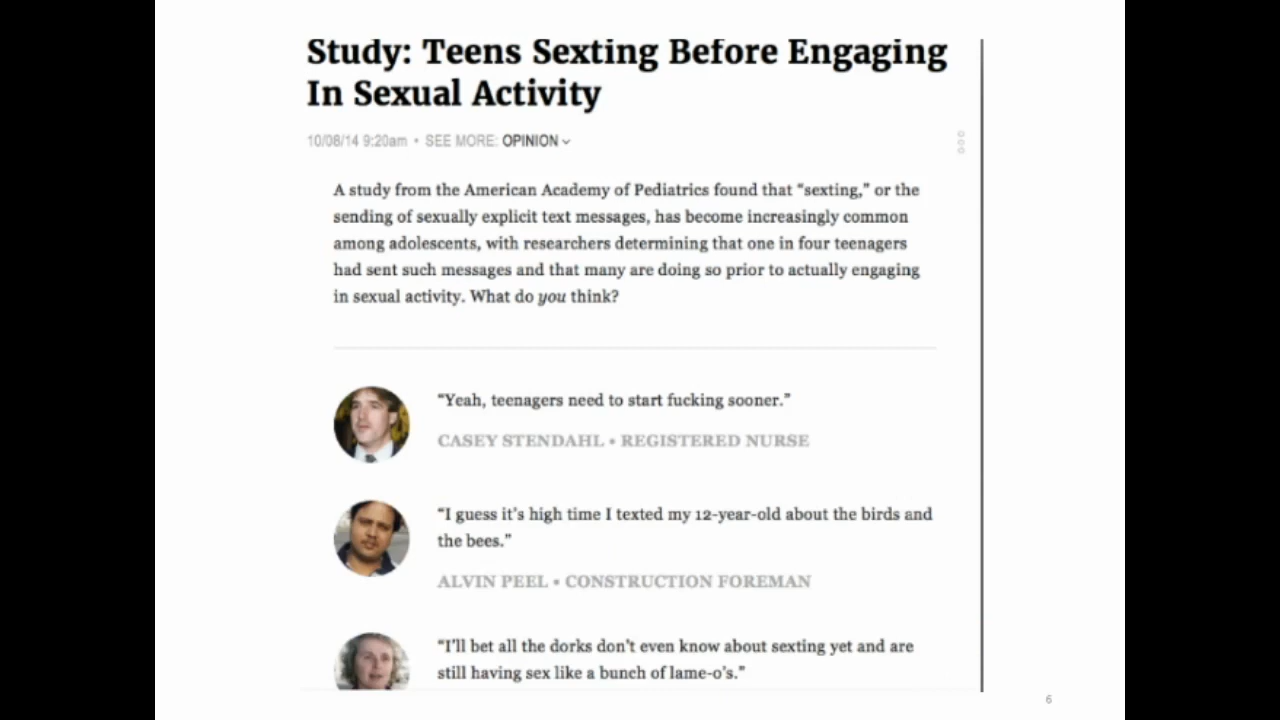 Study: Teens Sexting Before Engaging
In Sexual Activity
10/08/14 9:20am • SEE MORE: OPINION
A study from the American Academy of Pediatrics found that “sexting,” or the
sending of sexually explicit text messages, has become increasingly common
among adolescents, with researchers determining that one in four teenagers
had sent such messages and that many are doing so prior to actually engaging
in sexual activity. What do you think?
“Yeah, teenagers need to start fucking sooner.”
CASEY STENDAHL • REGISTERED NURSE
“I guess it’s high time I texted my 12-year-old about the birds and
the bees.”
ALVIN PEEL • CONSTRUCTION FOREMAN
“I’ll bet all the dorks don’t even know about sexting yet and are
still having sex like a bunch of lame-o’s.”
6